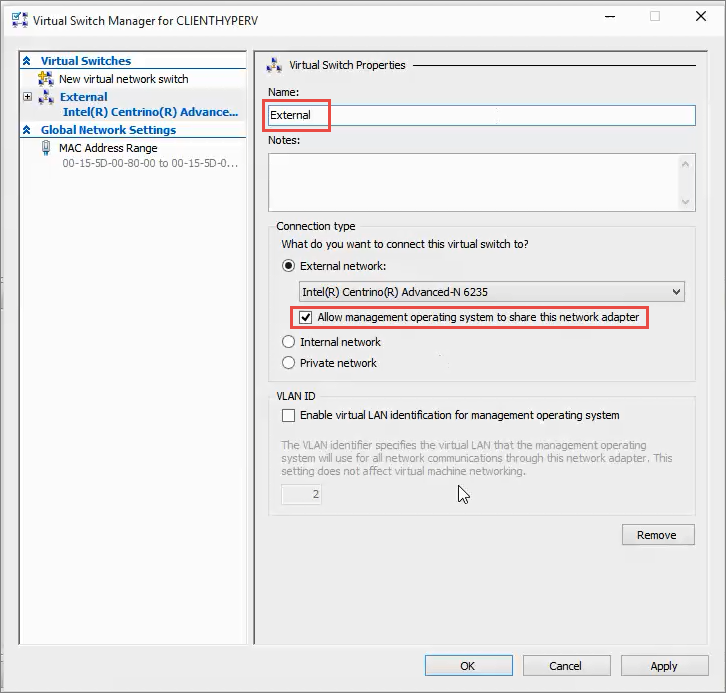 Virtual Switch Manager for CLIENTHYPERV
Virtual Switches
New virtual network switch
External
Intel(R) Centrino(R) Advance...
Global Network Settings
MAC Address Range
00-15-5D-00-80-00 to 00-15-5D-0...
Virtual Switch Properties
Name:
External
Notes:
Connection type
What do you want to connect this virtual switch to?
External network:
Intel(R) Centrino(R) Advanced-N 6235
Allow management operating system to share this network adapter
Internal network
Private network
VLAN ID
Enable virtual LAN identification for management operating system
The VLAN identifier specifies the virtual LAN that the management operating
system will use for all network communications through this network adapter. This
setting does not affect virtual machine networking.
2
Remove
OK
Cancel
Apply